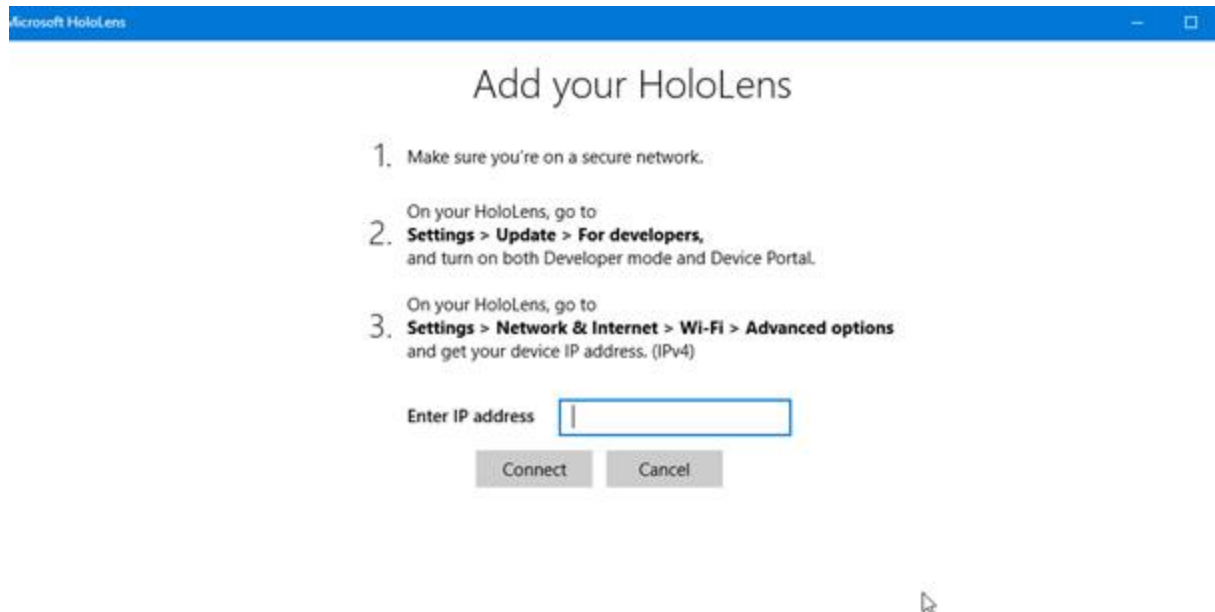 Microsoft HoloLens
Add your HoloLens
1. Make sure you're on a secure network.
On your HoloLens, go to
2. Settings > Update > For developers,
and turn on both Developer mode and Device Portal.
On your HoloLens, go to
3. Settings > Network & Internet > Wi-Fi > Advanced options
and get your device IP address. (IPv4)
Enter IP address
Connect Cancel